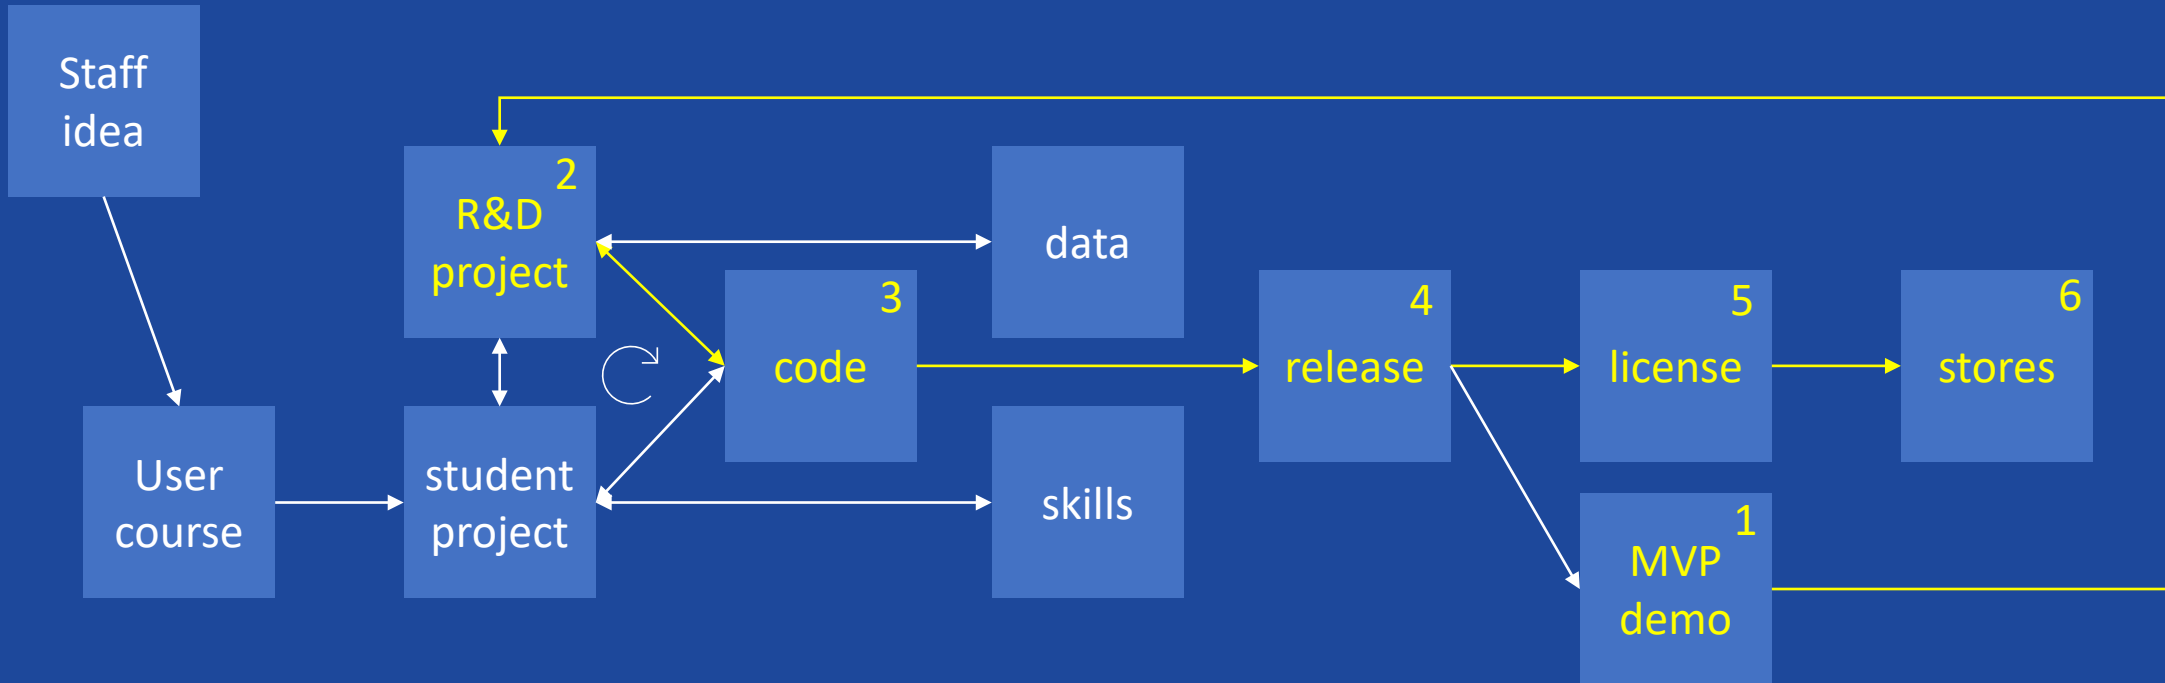 Staff
idea
2
R&D
project
data
3
code
4
release
5
license
6
stores
User
course
student
project
skills
1
MVP
demo